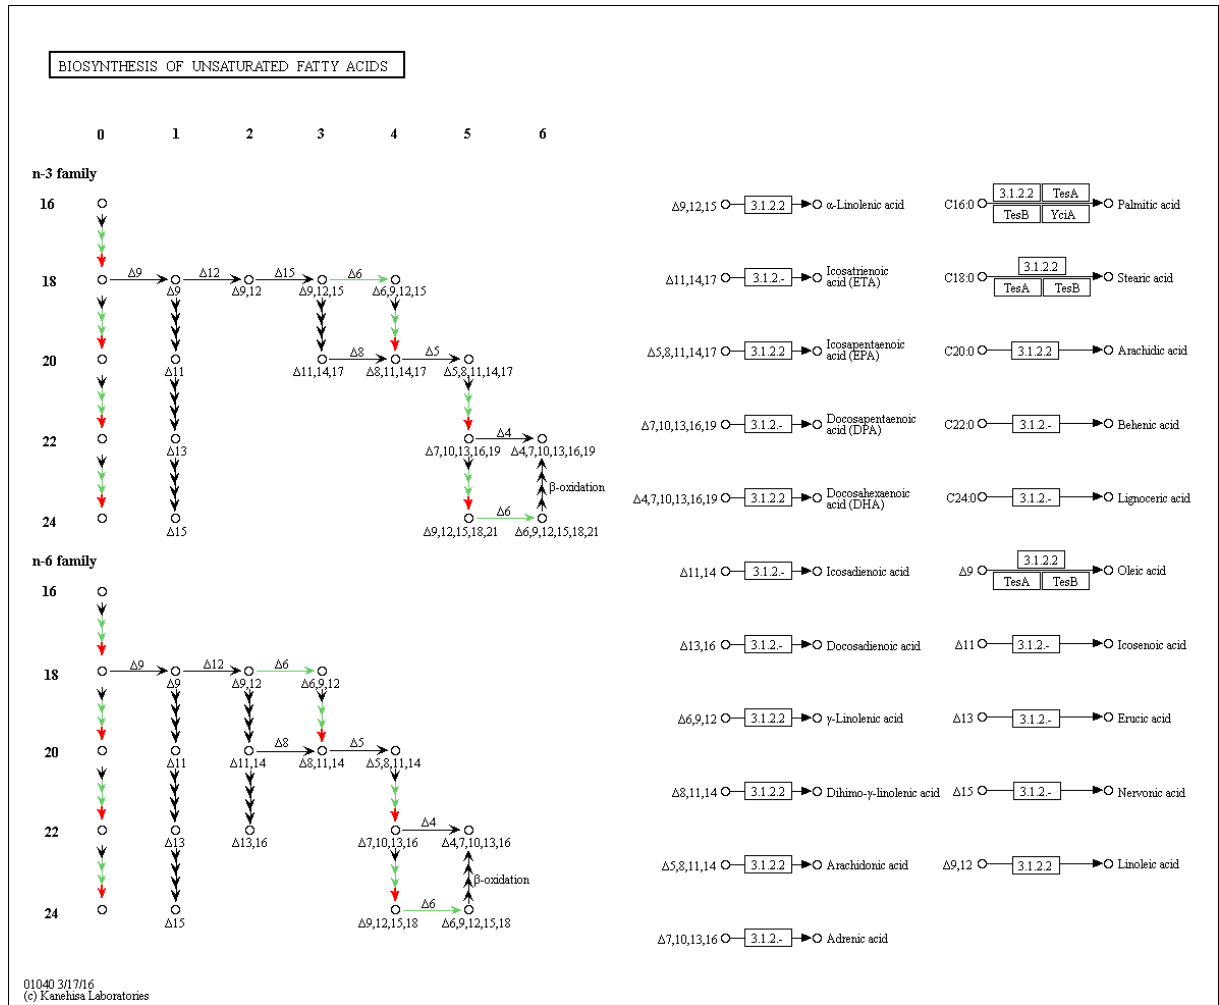 BIOSYNTHESIS OF UNSATURATED FATTY ACIDS
0 1 2 3 4 5 6
n-3 family
16
Δ9 Δ12 Δ15 Δ6
18
Δ9 Δ9,12 Δ9,12,15 Δ6,9,12,15
Δ8 Δ5
20
Δ11 Δ11,14,17 Δ8,11,14,17 Δ5,8,11,14,17
Δ4
22
Δ13 Δ7,10,13,16,19 Δ4,7,10,13,16,19
β-oxidation
Δ6
24
Δ15 Δ9,12,15,18,21 Δ6,9,12,15,18,21
n-6 family
16
Δ9 Δ12 Δ6
18
Δ9 Δ9,12 Δ6,9,12
Δ8 Δ5
20
Δ11 Δ11,14 Δ8,11,14 Δ5,8,11,14
Δ4
22
Δ13 Δ13,16 Δ7,10,13,16 Δ4,7,10,13,16
β-oxidation
Δ6
24
Δ15 Δ9,12,15,18 Δ6,9,12,15,18
Δ9,12,15 3.1.2.2 α-Linolenic acid
Δ11,14,17 3.1.2.- Icosatrienoic
acid (ETA)
Δ5,8,11,14,17 3.1.2.2 Icosapentaenoic
acid (EPA)
Δ7,10,13,16,19 3.1.2.- Docosapentaenoic
acid (DPA)
Δ4,7,10,13,16,19 3.1.2.2 Docosahexaenoic
acid (DHA)
Δ11,14 3.1.2.- Icosadienoic acid
Δ13,16 3.1.2.- Docosadienoic acid
Δ6,9,12 3.1.2.2 γ-Linolenic acid
Δ8,11,14 3.1.2.2 Dihimo-γ-linolenic acid
Δ5,8,11,14 3.1.2.2 Arachidonic acid
Δ7,10,13,16 3.1.2.- Adrenic acid
3.1.2.2 TesA
C16:0 Palmitic acid
TesB YciA
3.1.2.2
C18:0 Stearic acid
TesA TesB
C20:0 3.1.2.2 Arachidic acid
C22:0 3.1.2.- Behenic acid
C24:0 3.1.2.- Lignoceric acid
3.1.2.2
Δ9 Oleic acid
TesA TesB
Δ11 3.1.2.- Icosenoic acid
Δ13 3.1.2.- Erucic acid
Δ15 3.1.2.- Nervonic acid
Δ9,12 3.1.2.2 Linoleic acid
01040 3/17/16
(c) Kanehisa Laboratories